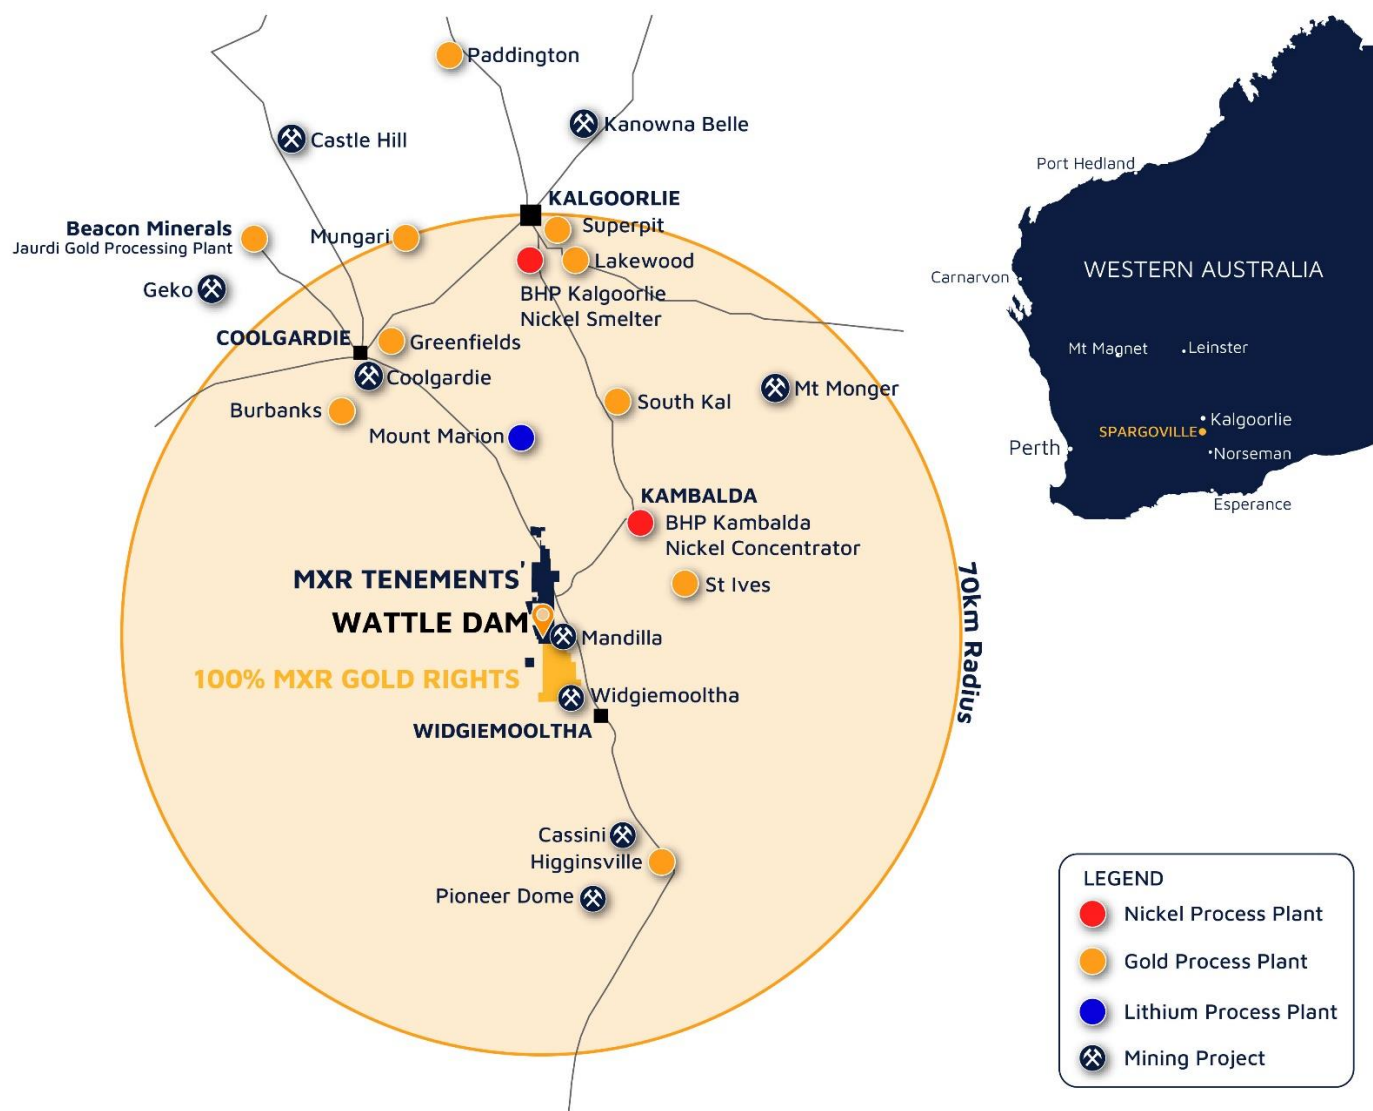 Paddington
Kanowna Belle
Castle Hill
KALGOORLIE
Superpit
Beacon Minerals
Jaurdi Gold Processing Plant
Mungari
Lakewood
Geko
BHP Kalgoorlie
Nickel Smelter
COOLGARDIE
Greenfields
Coolgardie
Mt Monger
Burbanks
South Kal
Mount Marion
KAMBALDA
BHP Kambalda
Nickel Concentrator
MXR TENEMENTS
St Ives
WATTLE DAM
Mandilla
100% MXR GOLD RIGHTS
Widgiemooltha
WIDGIEMOOLTHA
70km Radius
Cassini
Higginsville
Pioneer Dome
Port Hedland
Carnarvon
WESTERN AUSTRALIA
Mt Magnet
Leinster
Kalgoorlie
SPARGOVILLE
Perth
Norseman
Esperance
LEGEND
Nickel Process Plant
Gold Process Plant
Lithium Process Plant
Mining Project